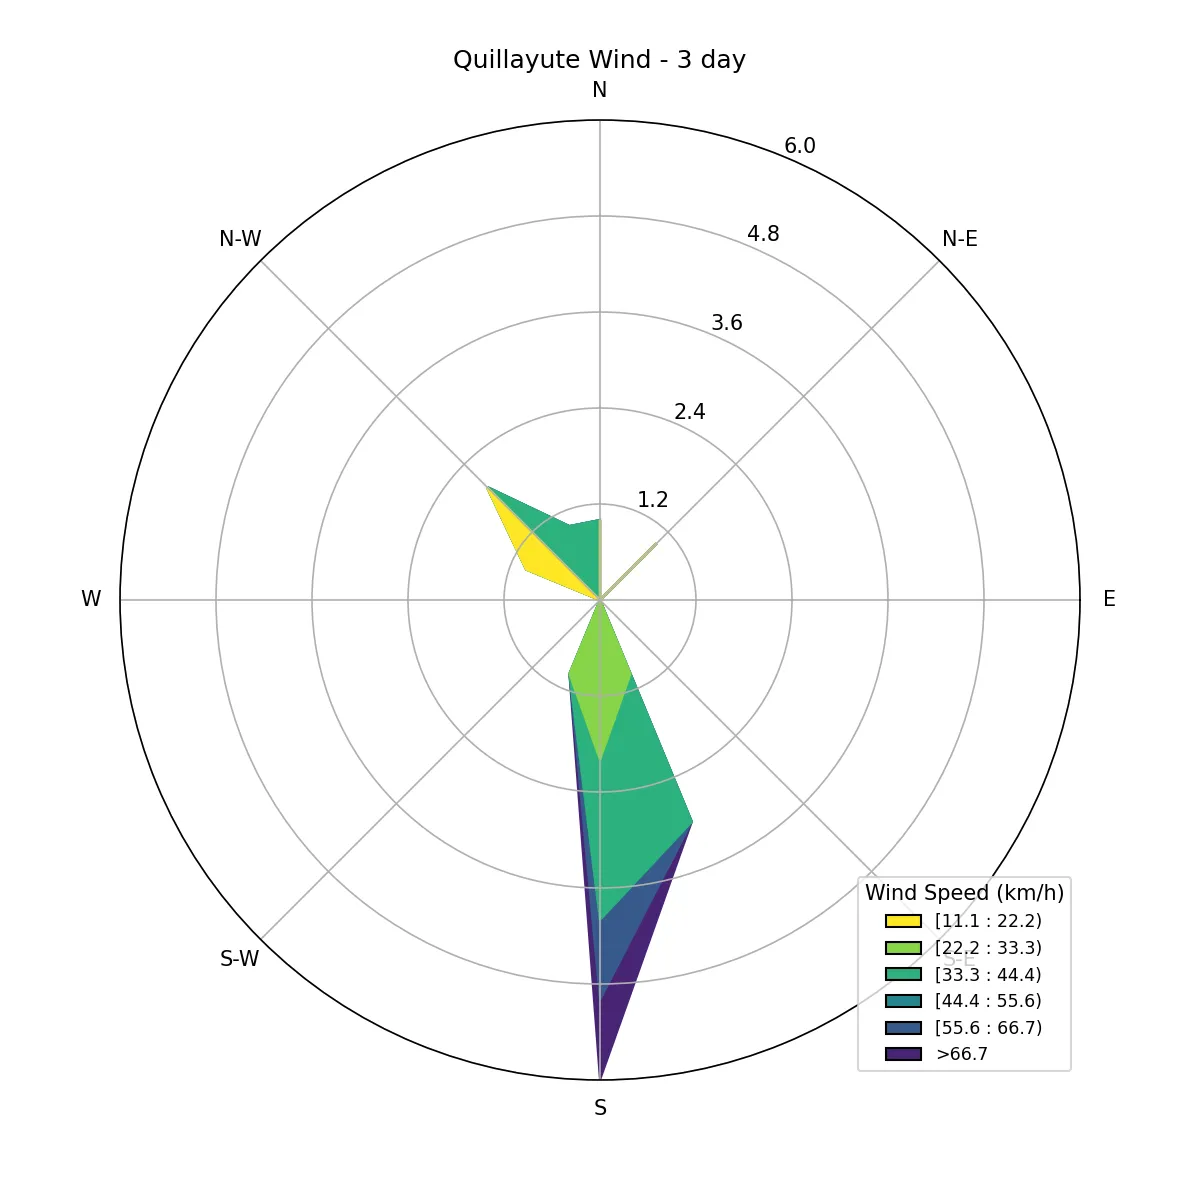 Quillayute Wind - 3 day
N
6.0
N-W
4.8
N-E
3.6
2.4
1.2
W
E
Wind Speed (km/h)
[11.1 : 22.2)
[22.2 : 33.3)
S-W
S-E
[33.3 : 44.4)
[44.4 : 55.6)
[55.6 : 66.7)
>66.7
S